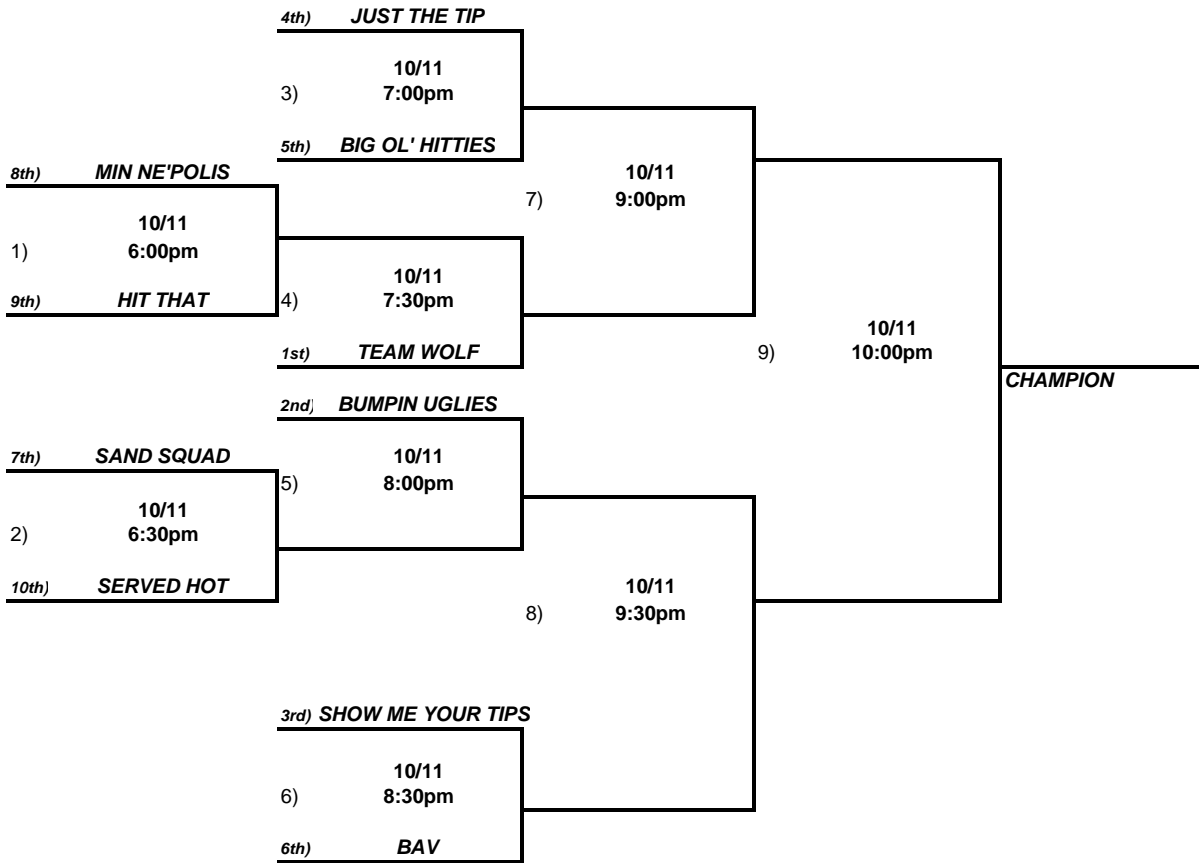 4th) JUST THE TIP
10/11
3) 7:00pm
5th) BIG OL' HITTIES
8th) MIN NE'POLIS
10/11
7) 9:00pm
10/11
1) 6:00pm
10/11
9th) HIT THAT
4) 7:30pm
10/11
1st) TEAM WOLF
9) 10:00pm
CHAMPION
2nd) BUMPIN UGLIES
7th) SAND SQUAD
10/11
5) 8:00pm
10/11
2) 6:30pm
10th) SERVED HOT
10/11
8) 9:30pm
3rd) SHOW ME YOUR TIPS
10/11
6) 8:30pm
6th) BAV